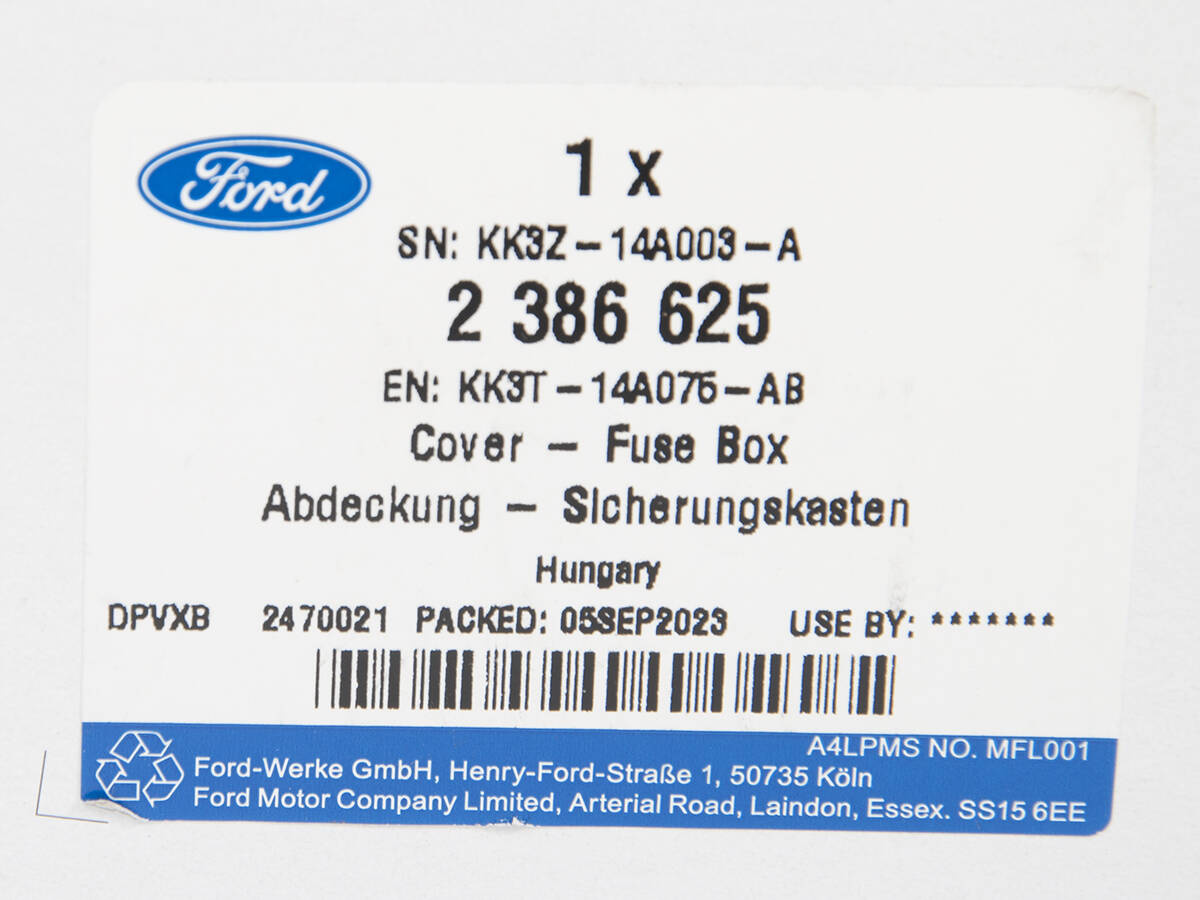 Ford
1 x
SN: KK3Z – 14A003 – A
2 386 625
EN: KK3T – 14A075 – AB
Cover – Fuse Box
Abdeckung – Sicherungskasten
Hungary
DPVXB 2470021 PACKED: 05SEP2023 USE BY: *******
A4LPMS NO. MFL001
Ford-Werke GmbH, Henry-Ford-Straße 1, 50735 Köln
Ford Motor Company Limited, Arterial Road, Laindon, Essex. SS15 6EE